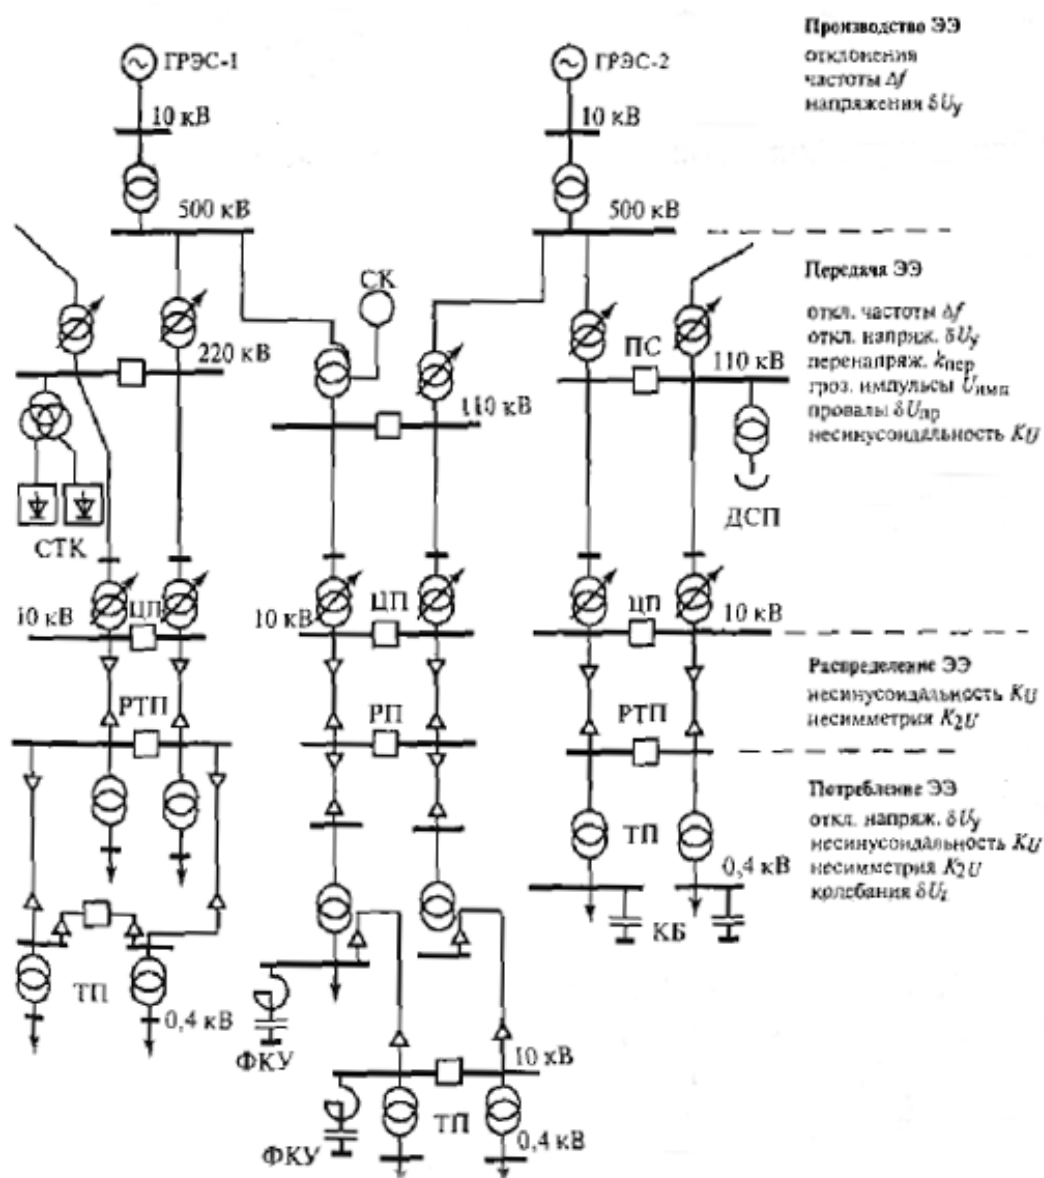 ГРЭС-1
ГРЭС-2
Производство ЭЭ
отклонения
частоты Δf
напряжения δUу
10 кВ
10 кВ
500 кВ
500 кВ
Передача ЭЭ
откл. частоты Δf
откл. напряж. δUу
перенапряж. kпер
гроз. импульсы Uимп
провалы δUпр
несинусоидальность KU
СК
220 кВ
ПС
110 кВ
110 кВ
СТК
ДСП
10 кВ
ЦП
10 кВ
ЦП
ЦП
10 кВ
Распределение ЭЭ
несинусоидальность KU
несимметрия K2U
РТП
РП
РТП
Потребление ЭЭ
откл. напряж. δUу
несинусоидальность KU
несимметрия K2U
колебания δUt
ТП
0,4 кВ
КБ
ТП
0,4 кВ
ФКУ
10 кВ
ТП
ФКУ
0,4 кВ